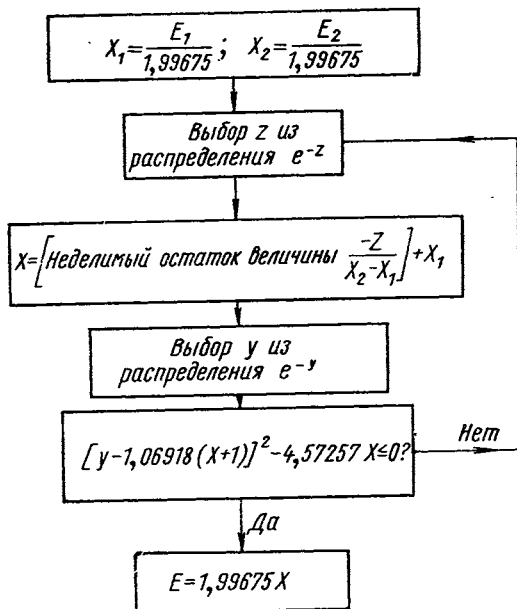 X₁ = E₁/1,99675 ; X₂ = E₂/1,99675
Выбор z из
распределения e⁻ᶻ
X = [Неделимый остаток величины -Z/(X₂-X₁)] + X₁
Выбор y из
распределения e⁻ʸ
[y-1,06918 (X+1)]² -4,57257 X ≤ 0?
Нет
Да
E = 1,99675 X